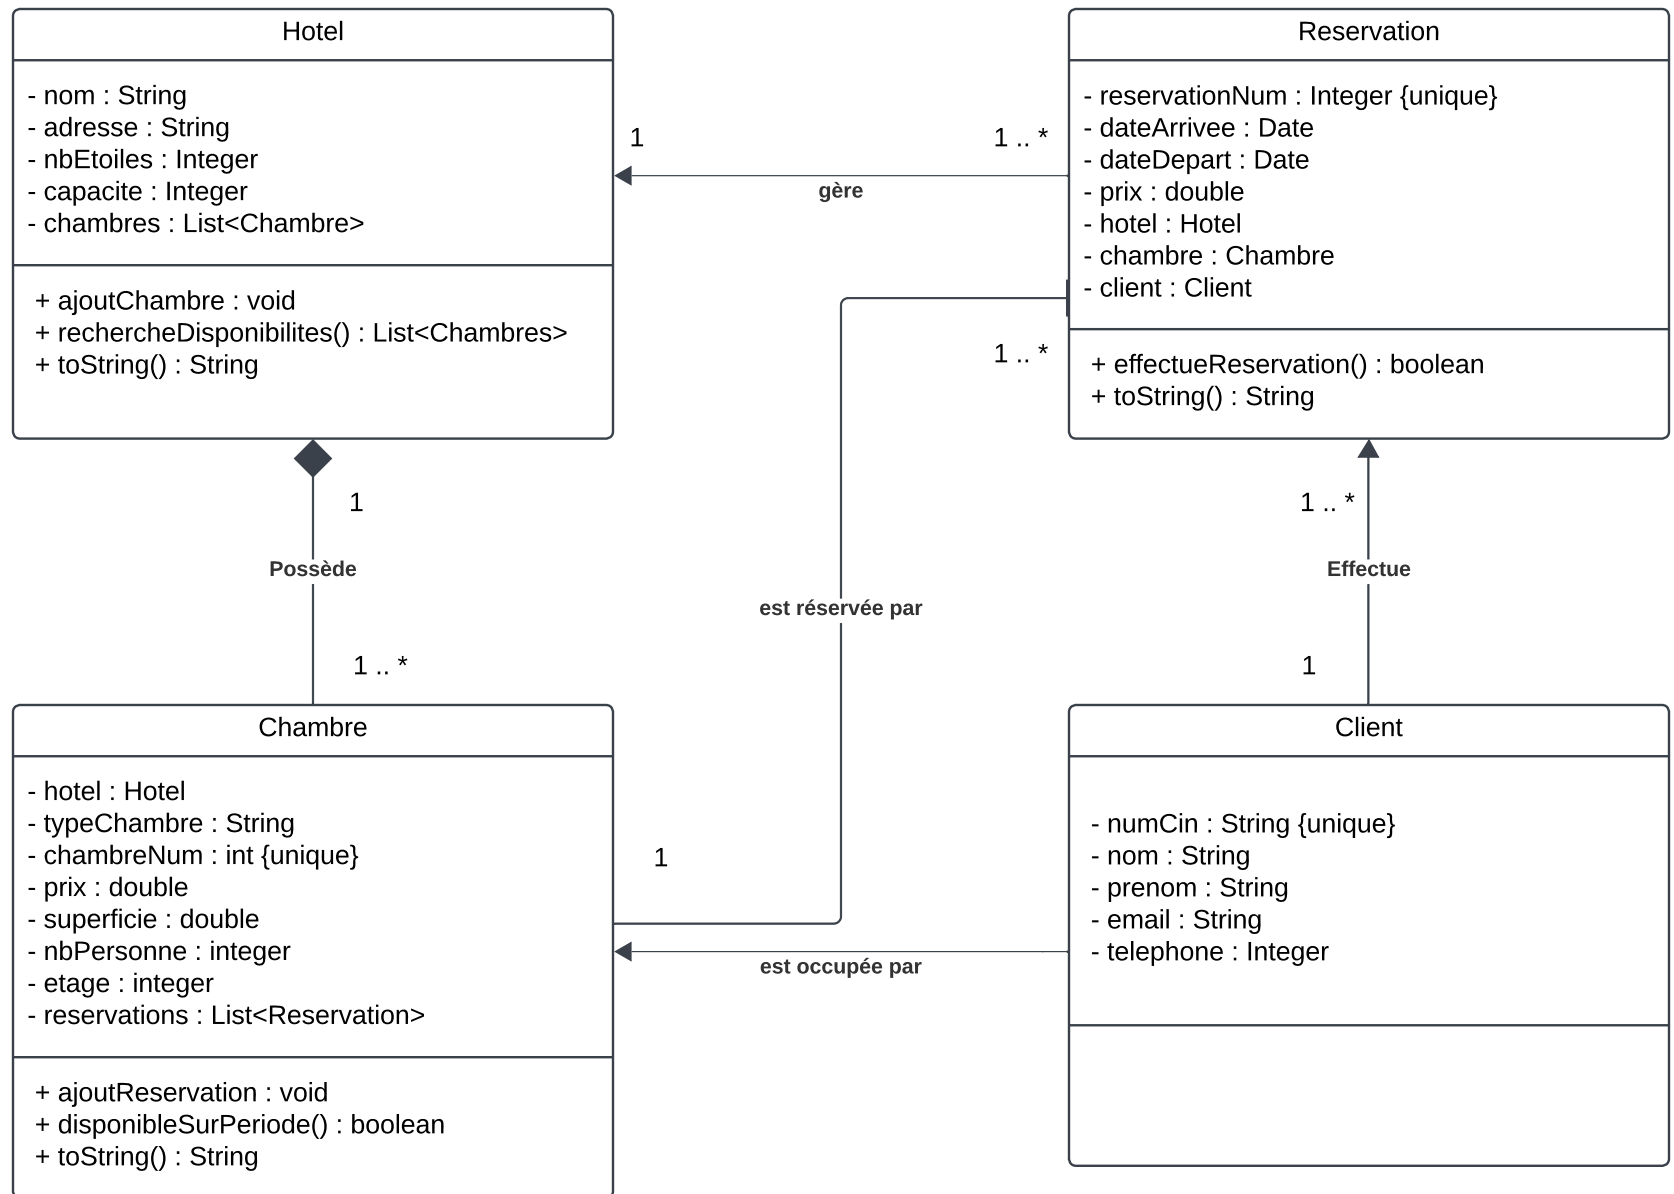 Hotel
- nom : String
- adresse : String
- nbEtoiles : Integer
- capacite : Integer
- chambres : List<Chambre>
+ ajoutChambre : void
+ rechercheDisponibilites() : List<Chambres>
+ toString() : String
1
1 .. *
gère
Reservation
- reservationNum : Integer {unique}
- dateArrivee : Date
- dateDepart : Date
- prix : double
- hotel : Hotel
- chambre : Chambre
- client : Client
+ effectueReservation() : boolean
+ toString() : String
1 .. *
1
Possède
1 .. *
est réservée par
1
1 .. *
Effectue
1
Chambre
- hotel : Hotel
- typeChambre : String
- chambreNum : int {unique}
- prix : double
- superficie : double
- nbPersonne : integer
- etage : integer
- reservations : List<Reservation>
+ ajoutReservation : void
+ disponibleSurPeriode() : boolean
+ toString() : String
est occupée par
Client
- numCin : String {unique}
- nom : String
- prenom : String
- email : String
- telephone : Integer